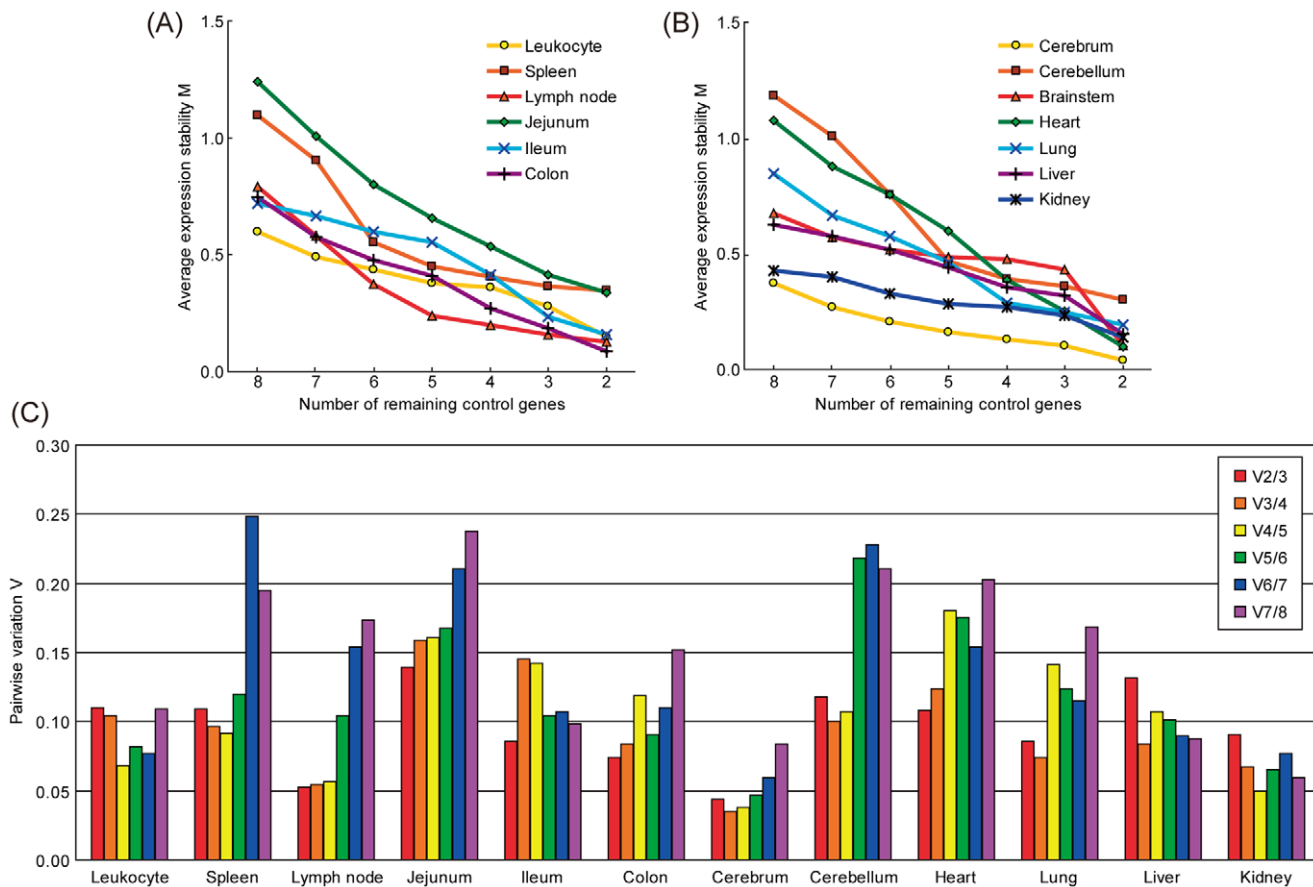 (A)
1.5
1.0
0.5
0.0
Average expression stability M
Leukocyte
Spleen
Lymph node
Jejunum
Ileum
Colon
8 7 6 5 4 3 2
Number of remaining control genes
(B)
1.5
1.0
0.5
0.0
Average expression stability M
Cerebrum
Cerebellum
Brainstem
Heart
Lung
Liver
Kidney
8 7 6 5 4 3 2
Number of remaining control genes
(C)
0.30
0.25
0.20
0.15
0.10
0.05
0.00
Pairwise variation V
V2/3
V3/4
V4/5
V5/6
V6/7
V7/8
Leukocyte Spleen Lymph node Jejunum Ileum Colon Cerebrum Cerebellum Heart Lung Liver Kidney